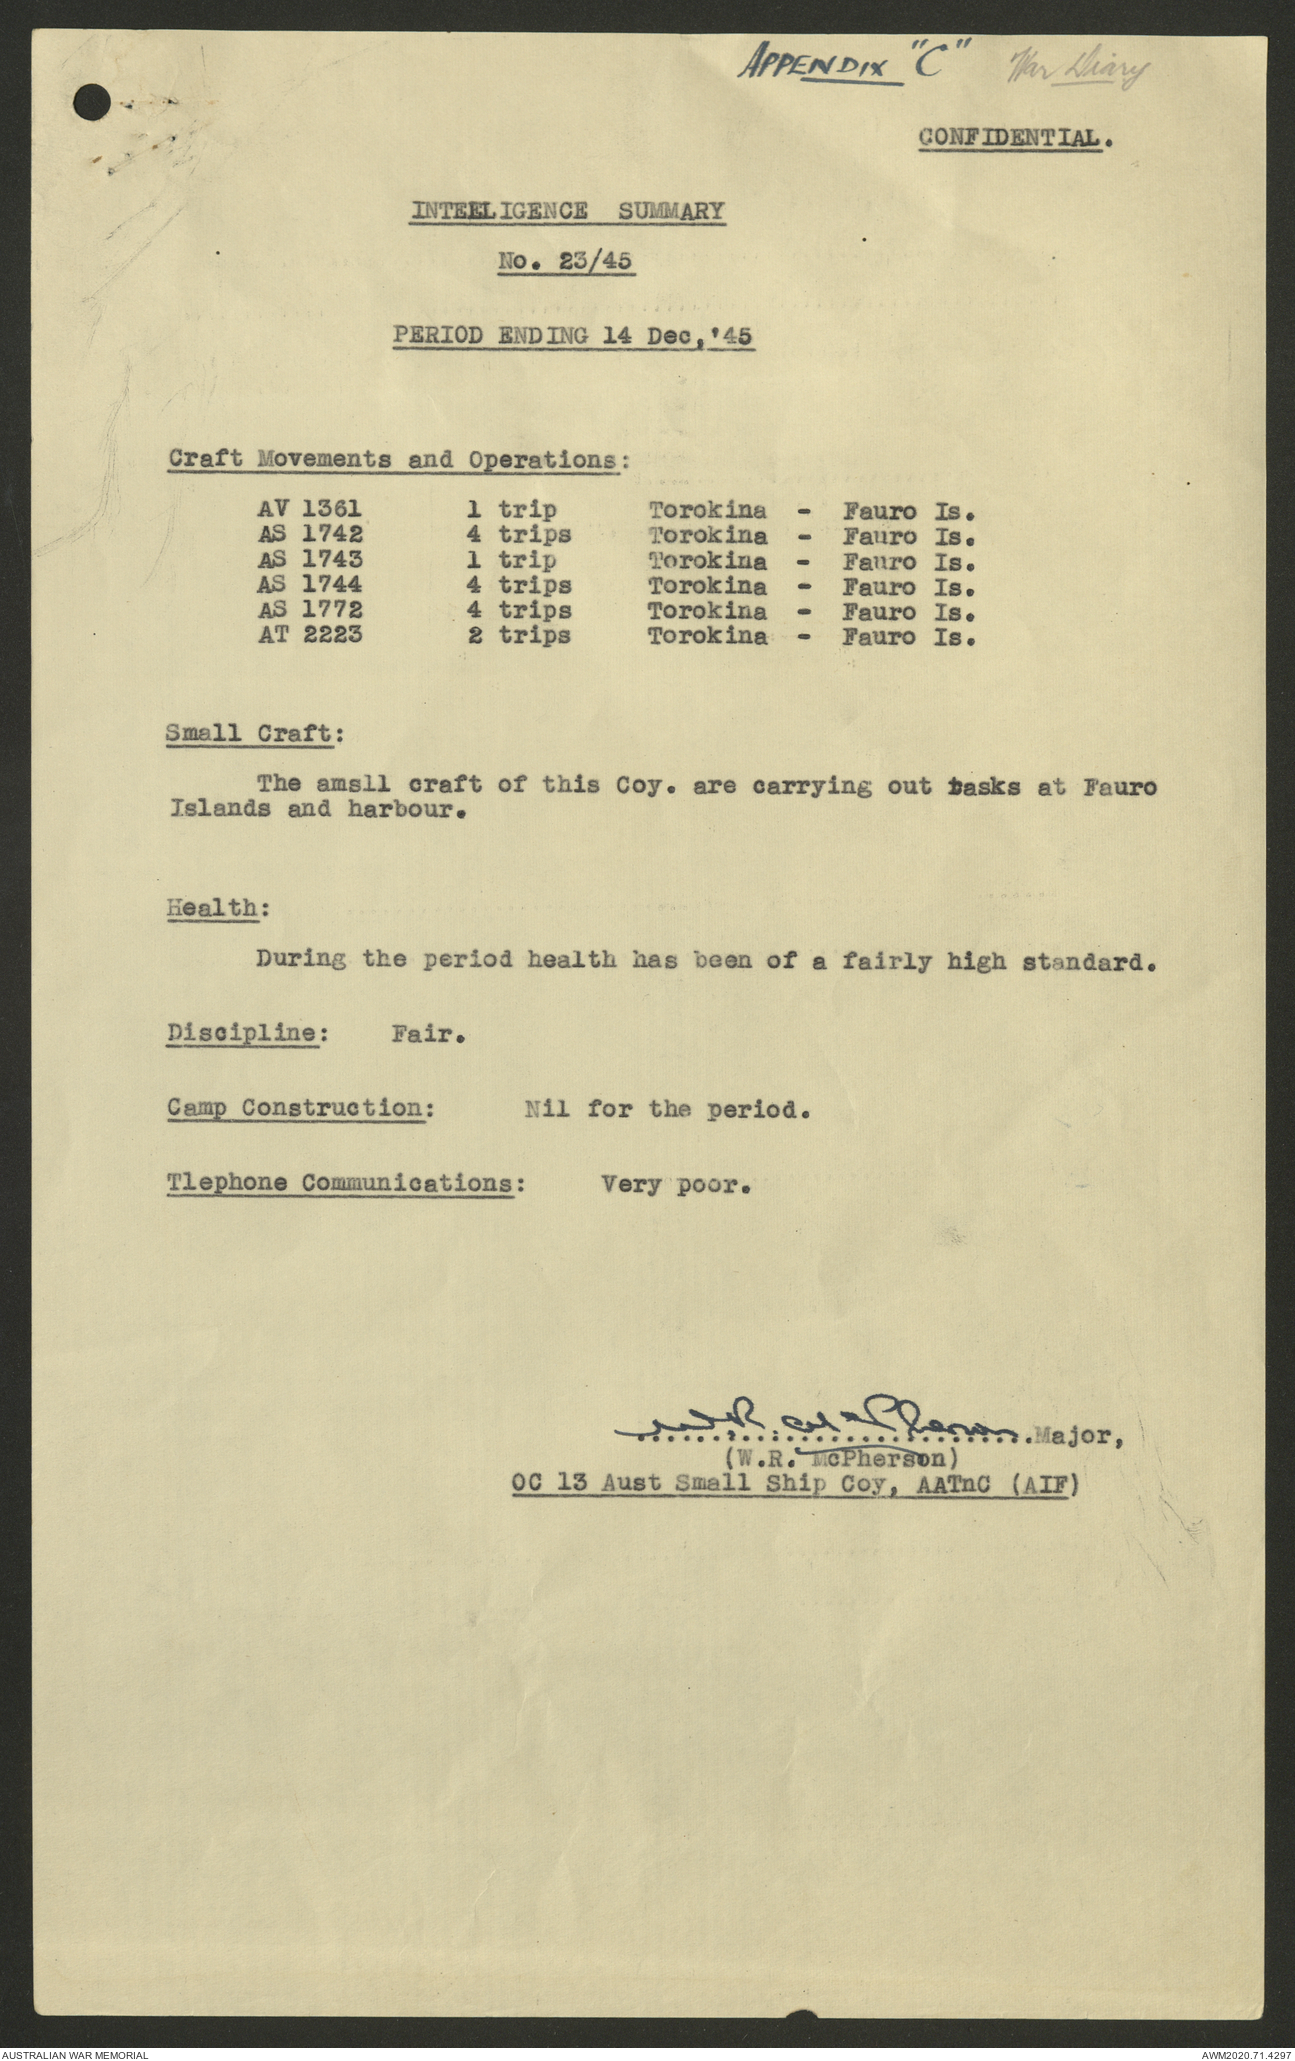 APPENDIX "C" War Diary
CONFIDENTIAL.
INTEELIGENCE SUMMARY
No. 23/45
PERIOD ENDING 14 Dec,'45
Craft Movements and Operations:
AV 1361 1 trip Torokina - Fauro Is.
AS 1742 4 trips Torokina - Fauro Is.
AS 1743 1 trip Torokina - Fauro Is.
AS 1744 4 trips Torokina - Fauro Is.
AS 1772 4 trips Torokina - Fauro Is.
AT 2223 2 trips Torokina - Fauro Is.
Small Craft:
The amsll craft of this Coy. are carrying out tasks at Fauro
Islands and harbour.
Health:
During the period health has been of a fairly high standard.
Discipline: Fair.
Camp Construction: Nil for the period.
Tlephone Communications: Very poor.
W.R. McPherson Major,
(W.R. McPherson)
OC 13 Aust Small Ship Coy, AATnC (AIF)
AUSTRALIAN WAR MEMORIAL AWM2020.71.4297